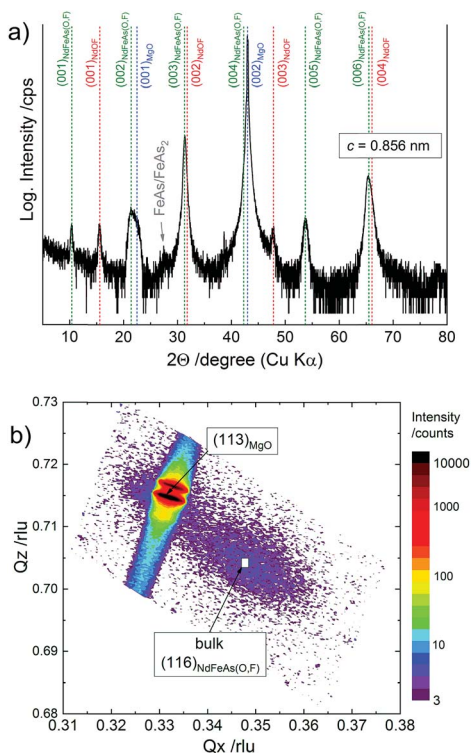 a)
(001)NdFeAs(O,F)
(001)NdOF
(002)NdFeAs(O,F)
(001)MgO
(003)NdFeAs(O,F)
(002)NdOF
(004)NdFeAs(O,F)
(002)MgO
(003)NdOF
(005)NdFeAs(O,F)
(006)NdFeAs(O,F)
(004)NdOF
FeAs/FeAs2
c = 0.856 nm
Log. Intensity /cps
10 20 30 40 50 60 70 80
2Θ /degree (Cu Kα)
b)
0.73
0.72
0.71
0.70
0.69
0.68
Qz /rlu
(113)MgO
bulk
(116)NdFeAs(O,F)
0.31 0.32 0.33 0.34 0.35 0.36 0.37 0.38
Qx /rlu
Intensity
/counts
10000
1000
100
10
3